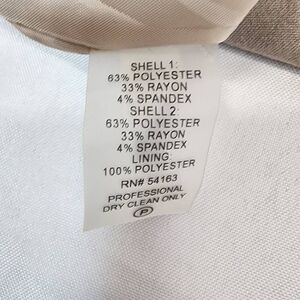 SHELL 1:
63% POLYESTER
33% RAYON
4% SPANDEX
SHELL 2:
63% POLYESTER
33% RAYON
4% SPANDEX
LINING:
100% POLYESTER
RN# 54163
PROFESSIONAL
DRY CLEAN ONLY
P